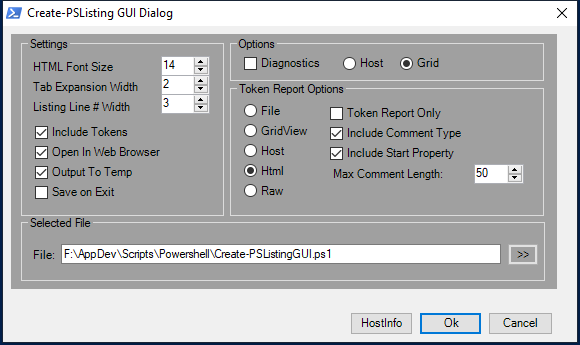 Create-PSListing GUI Dialog
Settings
HTML Font Size 14
Tab Expansion Width 2
Listing Line # Width 3
Include Tokens
Open In Web Browser
Output To Temp
Save on Exit
Options
Diagnostics Host Grid
Token Report Options
File
GridView
Host
Html
Raw
Token Report Only
Include Comment Type
Include Start Property
Max Comment Length: 50
Selected File
File: F:\AppDev\Scripts\Powershell\Create-PSListingGUI.ps1 >>
HostInfo Ok Cancel